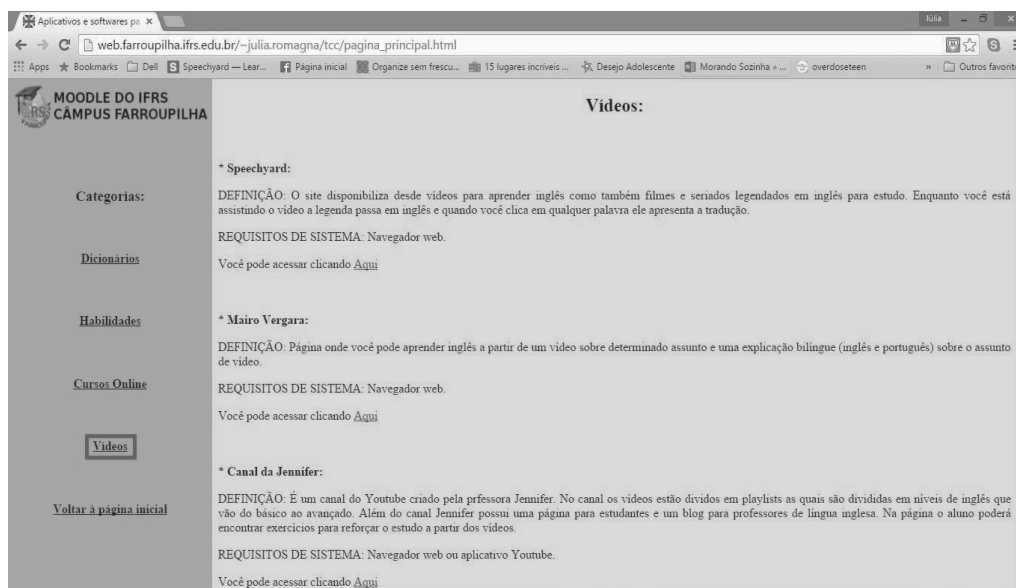 Aplicativos e softwares pa
Júlia
web.farroupilha.ifrs.edu.br/~julia.romagna/tcc/pagina_principal.html
Apps Bookmarks Dell Speechyard — Lear... Página inicial Organize sem frescu... 15 lugares incríveis ... Desejo Adolescente Morando Sozinha » ... overdoseteen » Outros favorit
MOODLE DO IFRS
CÂMPUS FARROUPILHA
Categorias:
Dicionários
Habilidades
Cursos Online
Vídeos
Voltar à página inicial
Vídeos:
* Speechyard:
DEFINIÇÃO: O site disponibiliza desde vídeos para aprender inglês como também filmes e seriados legendados em inglês para estudo. Enquanto você está
assistindo o vídeo a legenda passa em inglês e quando você clica em qualquer palavra ele apresenta a tradução.
REQUISITOS DE SISTEMA: Navegador web.
Você pode acessar clicando Aqui
* Mairo Vergara:
DEFINIÇÃO: Página onde você pode aprender inglês a partir de um vídeo sobre determinado assunto e uma explicação bilíngue (inglês e português) sobre o assunto
de vídeo.
REQUISITOS DE SISTEMA: Navegador web.
Você pode acessar clicando Aqui
* Canal da Jennifer:
DEFINIÇÃO: É um canal do Youtube criado pela prfessora Jennifer. No canal os vídeos estão dividos em playlists as quais são divididas em níveis de inglês que
vão do básico ao avançado. Além do canal Jennifer possui uma página para estudantes e um blog para professores de língua inglesa. Na página o aluno poderá
encontrar exercícios para reforçar o estudo a partir dos vídeos.
REQUISITOS DE SISTEMA: Navegador web ou aplicativo Youtube.
Você pode acessar clicando Aqui